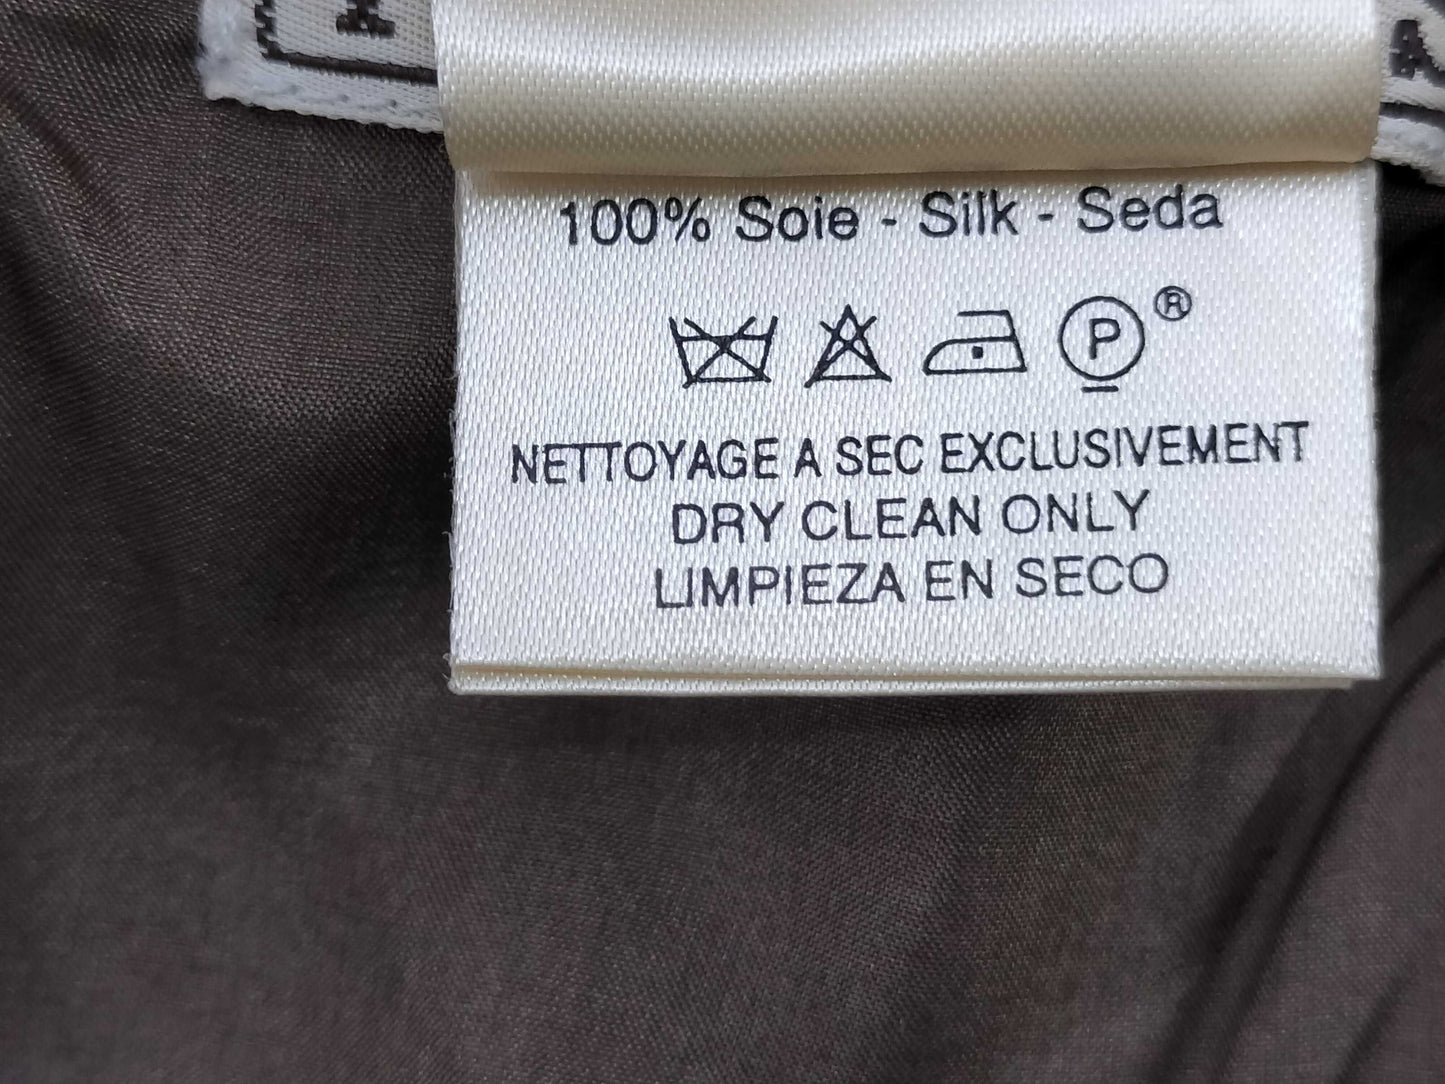 100% Soie - Silk - Seda
P ®
NETTOYAGE A SEC EXCLUSIVEMENT
DRY CLEAN ONLY
LIMPIEZA EN SECO